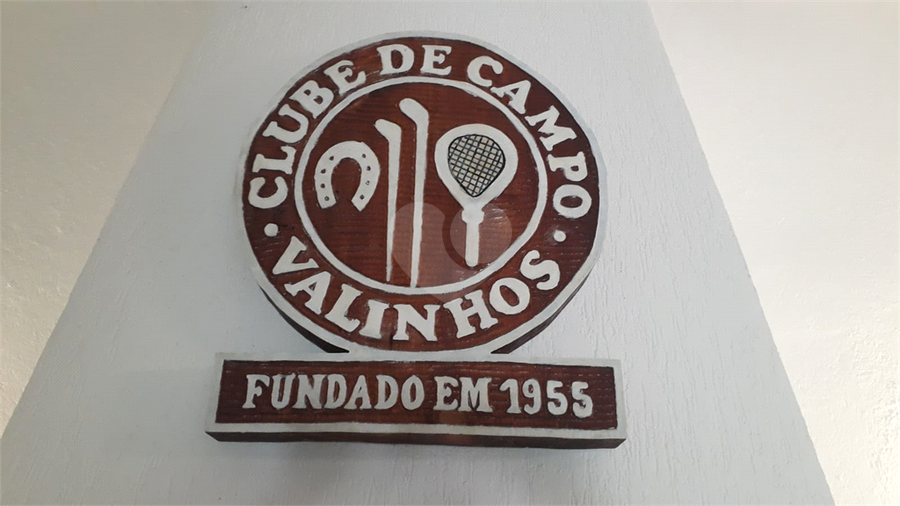 CLUBE DE CAMPO
VALINHOS
FUNDADO EM 1955